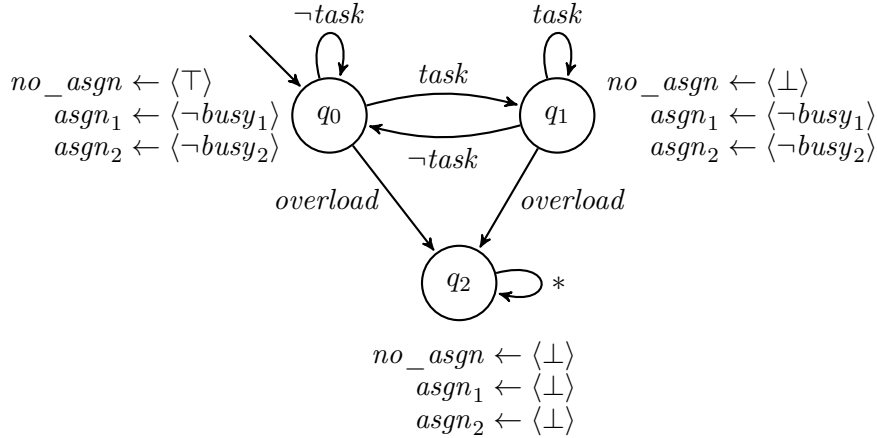 ¬task
task
no_asgn ← ⟨⊤⟩
asgn₁ ← ⟨¬busy₁⟩
asgn₂ ← ⟨¬busy₂⟩
q₀
task
¬task
q₁
no_asgn ← ⟨⊥⟩
asgn₁ ← ⟨¬busy₁⟩
asgn₂ ← ⟨¬busy₂⟩
overload
overload
q₂
*
no_asgn ← ⟨⊥⟩
asgn₁ ← ⟨⊥⟩
asgn₂ ← ⟨⊥⟩